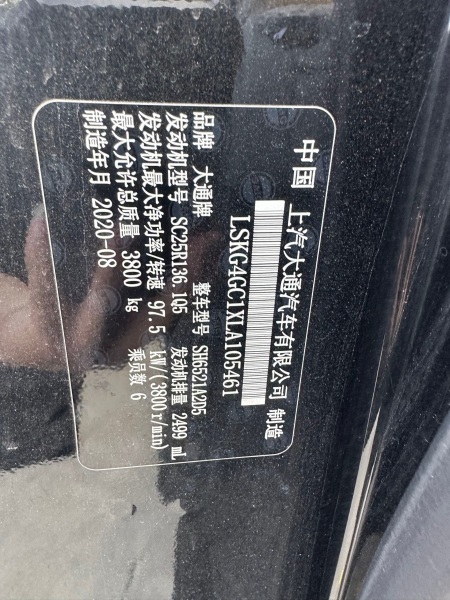 中国 上汽大通汽车有限公司 制造
LSKG4GC1XLA105461
品牌 大通牌 整车型号 SH6521A2D5
发动机型号 SC25R136.1Q5 发动机排量 2499 mL
发动机最大净功率/转速 97.5 kW/(3800r/min)
最大允许总质量 3800 kg 乘员数 6
制造年月 2020-08